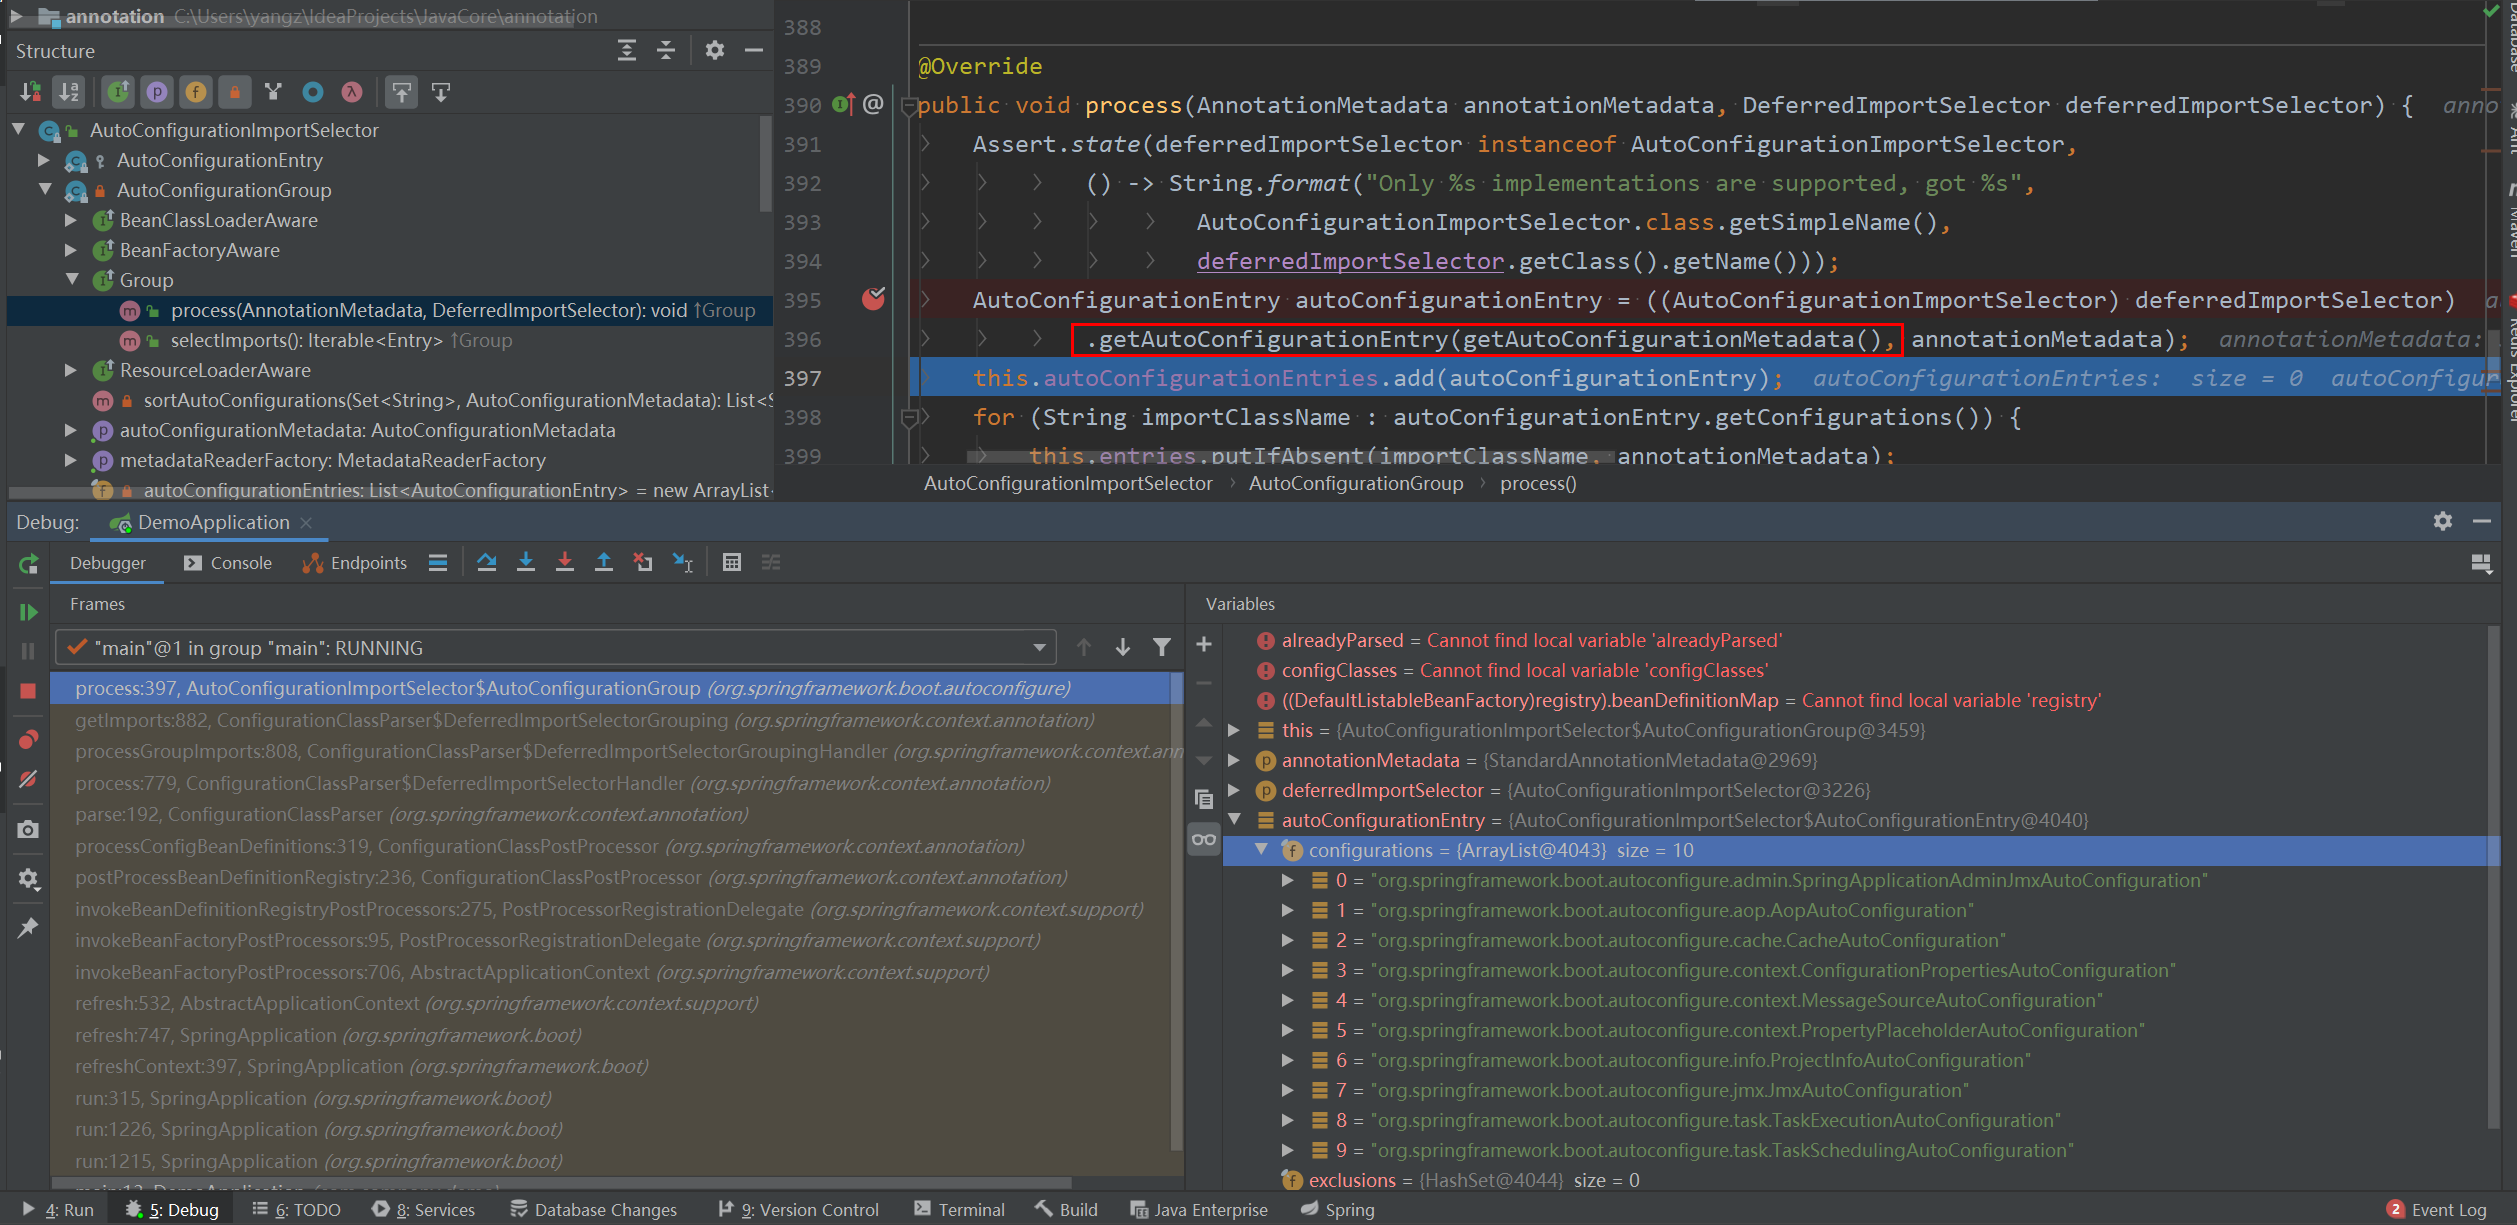 annotation C:\Users\yangz\IdeaProjects\JavaCore\annotation
Structure
AutoConfigurationImportSelector
AutoConfigurationEntry
AutoConfigurationGroup
BeanClassLoaderAware
BeanFactoryAware
Group
process(AnnotationMetadata, DeferredImportSelector): void ↑Group
selectImports(): Iterable<Entry> ↑Group
ResourceLoaderAware
sortAutoConfigurations(Set<String>, AutoConfigurationMetadata): List<S
autoConfigurationMetadata: AutoConfigurationMetadata
metadataReaderFactory: MetadataReaderFactory
autoConfigurationEntries: List<AutoConfigurationEntry> = new ArrayList<
388
389 @Override
390 @ public void process(AnnotationMetadata annotationMetadata, DeferredImportSelector deferredImportSelector) { anno
391 Assert.state(deferredImportSelector instanceof AutoConfigurationImportSelector,
392 () -> String.format("Only %s implementations are supported, got %s",
393 AutoConfigurationImportSelector.class.getSimpleName(),
394 deferredImportSelector.getClass().getName()));
395 AutoConfigurationEntry autoConfigurationEntry = ((AutoConfigurationImportSelector) deferredImportSelector)
396 .getAutoConfigurationEntry(getAutoConfigurationMetadata(), annotationMetadata); annotationMetadata:
397 this.autoConfigurationEntries.add(autoConfigurationEntry); autoConfigurationEntries: size = 0 autoConfigur
398 for (String importClassName : autoConfigurationEntry.getConfigurations()) {
399 this.entries.putIfAbsent(importClassName, annotationMetadata);
AutoConfigurationImportSelector › AutoConfigurationGroup › process()
Database
Ant
Maven
Redis Explorer
Debug: DemoApplication
Debugger Console Endpoints
Frames
"main"@1 in group "main": RUNNING
process:397, AutoConfigurationImportSelector$AutoConfigurationGroup (org.springframework.boot.autoconfigure)
getImports:882, ConfigurationClassParser$DeferredImportSelectorGrouping (org.springframework.context.annotation)
processGroupImports:808, ConfigurationClassParser$DeferredImportSelectorGroupingHandler (org.springframework.context.ann
process:779, ConfigurationClassParser$DeferredImportSelectorHandler (org.springframework.context.annotation)
parse:192, ConfigurationClassParser (org.springframework.context.annotation)
processConfigBeanDefinitions:319, ConfigurationClassPostProcessor (org.springframework.context.annotation)
postProcessBeanDefinitionRegistry:236, ConfigurationClassPostProcessor (org.springframework.context.annotation)
invokeBeanDefinitionRegistryPostProcessors:275, PostProcessorRegistrationDelegate (org.springframework.context.support)
invokeBeanFactoryPostProcessors:95, PostProcessorRegistrationDelegate (org.springframework.context.support)
invokeBeanFactoryPostProcessors:706, AbstractApplicationContext (org.springframework.context.support)
refresh:532, AbstractApplicationContext (org.springframework.context.support)
refresh:747, SpringApplication (org.springframework.boot)
refreshContext:397, SpringApplication (org.springframework.boot)
run:315, SpringApplication (org.springframework.boot)
run:1226, SpringApplication (org.springframework.boot)
run:1215, SpringApplication (org.springframework.boot)
Variables
alreadyParsed = Cannot find local variable 'alreadyParsed'
configClasses = Cannot find local variable 'configClasses'
((DefaultListableBeanFactory)registry).beanDefinitionMap = Cannot find local variable 'registry'
this = {AutoConfigurationImportSelector$AutoConfigurationGroup@3459}
annotationMetadata = {StandardAnnotationMetadata@2969}
deferredImportSelector = {AutoConfigurationImportSelector@3226}
autoConfigurationEntry = {AutoConfigurationImportSelector$AutoConfigurationEntry@4040}
configurations = {ArrayList@4043} size = 10
0 = "org.springframework.boot.autoconfigure.admin.SpringApplicationAdminJmxAutoConfiguration"
1 = "org.springframework.boot.autoconfigure.aop.AopAutoConfiguration"
2 = "org.springframework.boot.autoconfigure.cache.CacheAutoConfiguration"
3 = "org.springframework.boot.autoconfigure.context.ConfigurationPropertiesAutoConfiguration"
4 = "org.springframework.boot.autoconfigure.context.MessageSourceAutoConfiguration"
5 = "org.springframework.boot.autoconfigure.context.PropertyPlaceholderAutoConfiguration"
6 = "org.springframework.boot.autoconfigure.info.ProjectInfoAutoConfiguration"
7 = "org.springframework.boot.autoconfigure.jmx.JmxAutoConfiguration"
8 = "org.springframework.boot.autoconfigure.task.TaskExecutionAutoConfiguration"
9 = "org.springframework.boot.autoconfigure.task.TaskSchedulingAutoConfiguration"
exclusions = {HashSet@4044} size = 0
4: Run 5: Debug 6: TODO 8: Services Database Changes 9: Version Control Terminal Build Java Enterprise Spring 2 Event Log